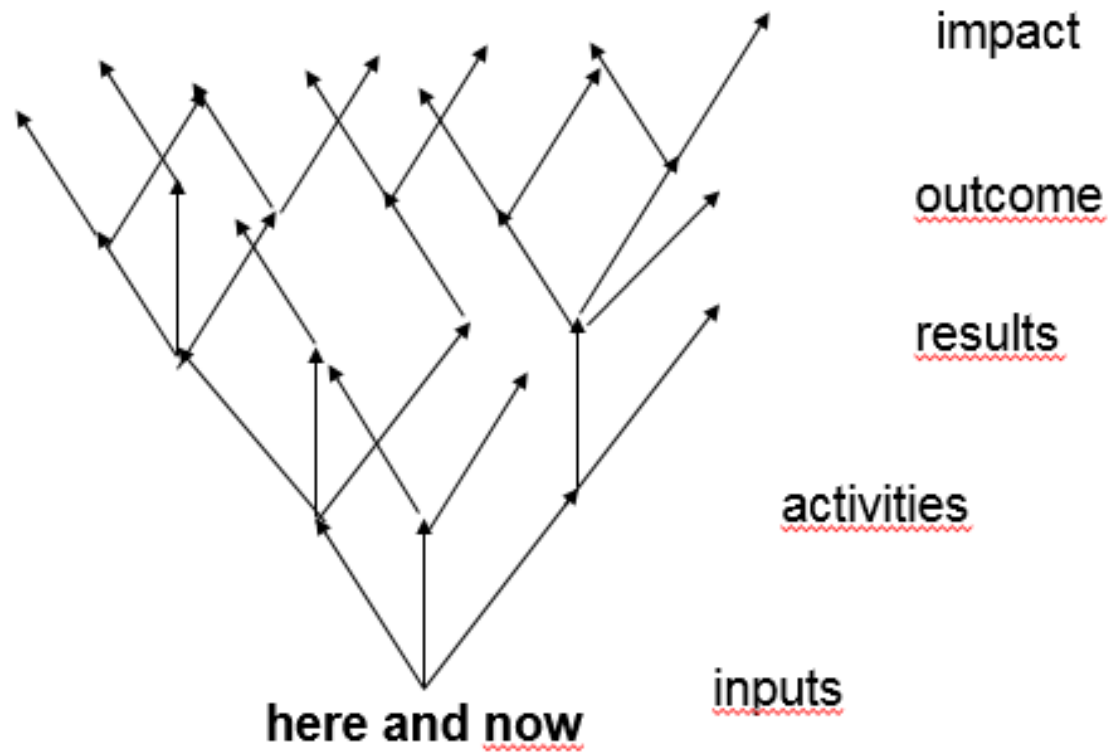 impact
outcome
results
activities
inputs
here and now